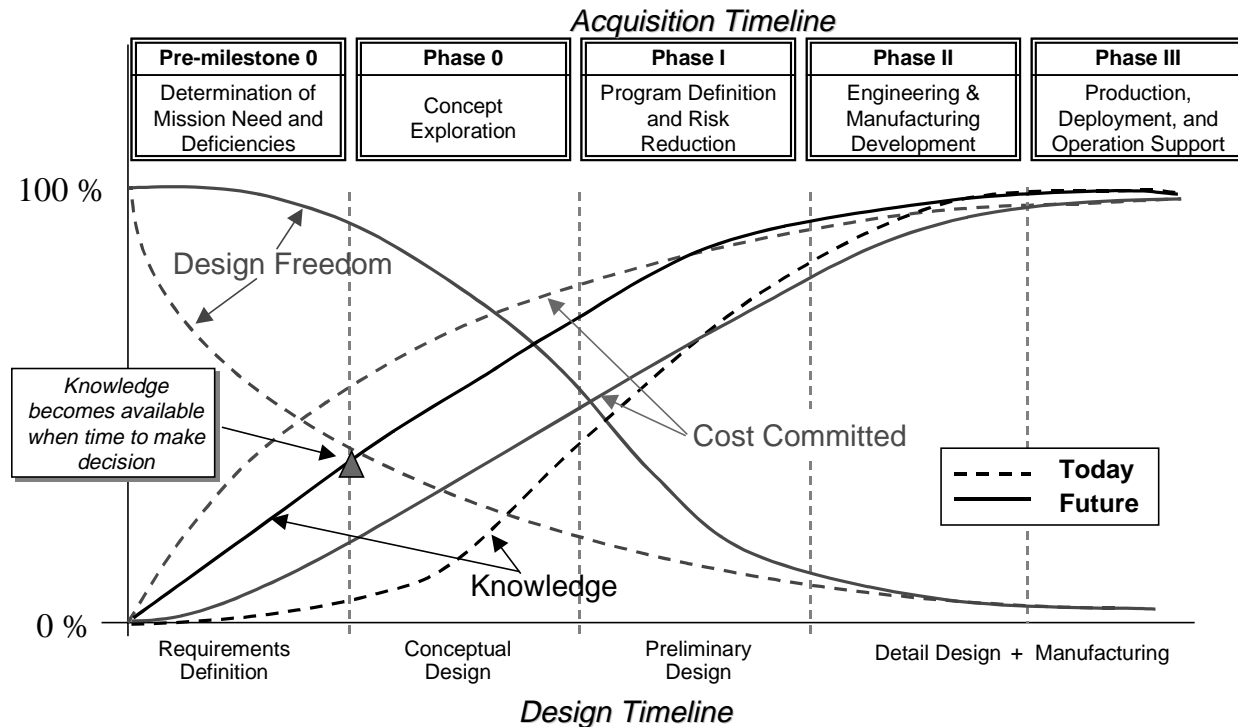 Acquisition Timeline
Pre-milestone 0
Determination of
Mission Need and
Deficiencies
Phase 0
Concept
Exploration
Phase I
Program Definition
and Risk
Reduction
Phase II
Engineering &
Manufacturing
Development
Phase III
Production,
Deployment, and
Operation Support
100 %
Design Freedom
Knowledge
becomes available
when time to make
decision
Cost Committed
Today
Future
Knowledge
0 %
Requirements
Definition
Conceptual
Design
Preliminary
Design
Detail Design + Manufacturing
Design Timeline